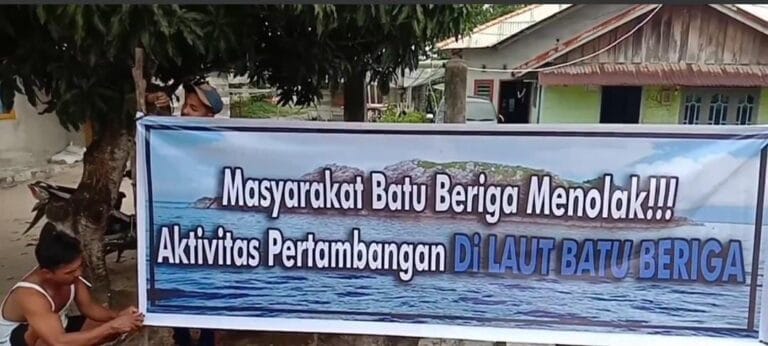 Masyarakat Batu Beriga Menolak!!!
Aktivitas Pertambangan Di LAUT BATU BERIGA